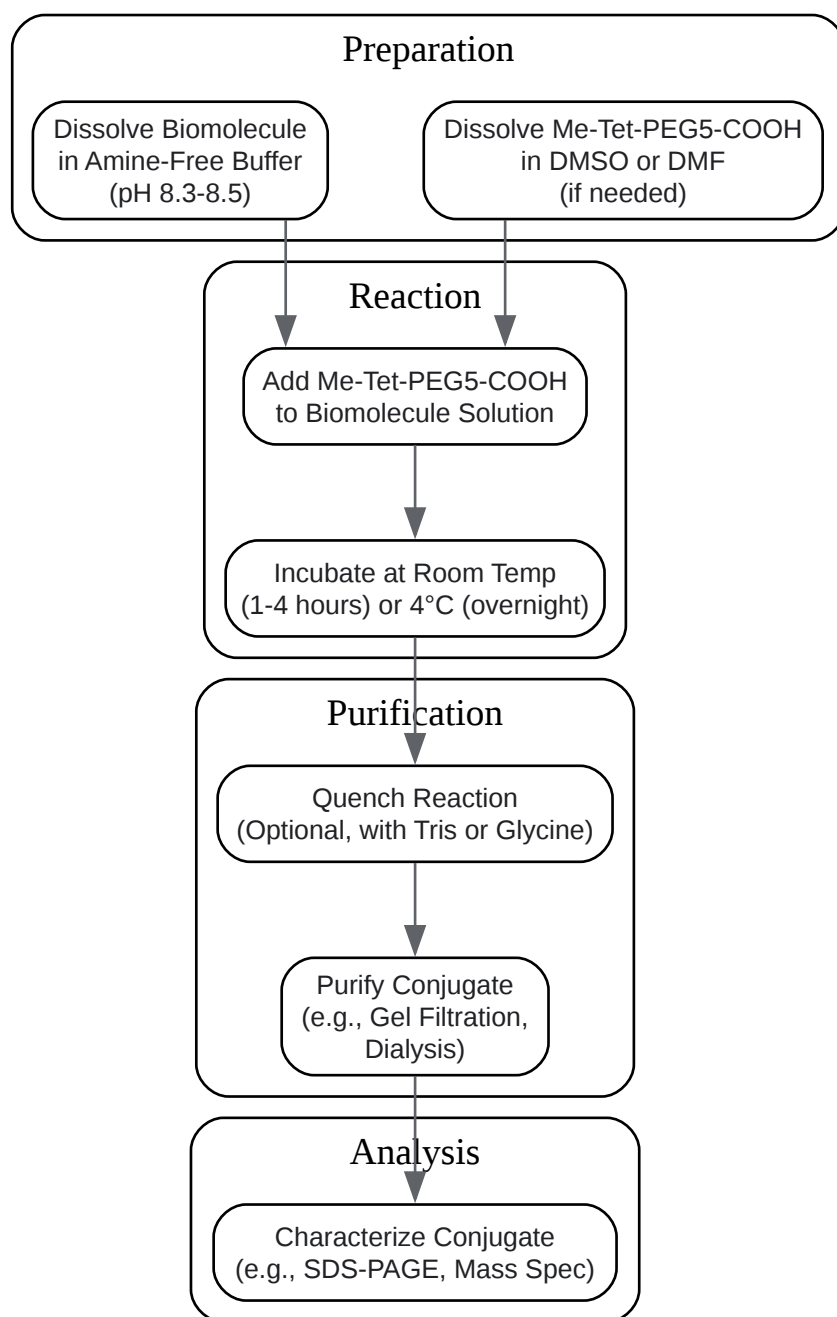 Preparation
Dissolve Biomolecule
in Amine-Free Buffer
(pH 8.3-8.5)
Dissolve Me-Tet-PEG5-COOH
in DMSO or DMF
(if needed)
Reaction
Add Me-Tet-PEG5-COOH
to Biomolecule Solution
Incubate at Room Temp
(1-4 hours) or 4°C (overnight)
Purification
Quench Reaction
(Optional, with Tris or Glycine)
Purify Conjugate
(e.g., Gel Filtration,
Dialysis)
Analysis
Characterize Conjugate
(e.g., SDS-PAGE, Mass Spec)